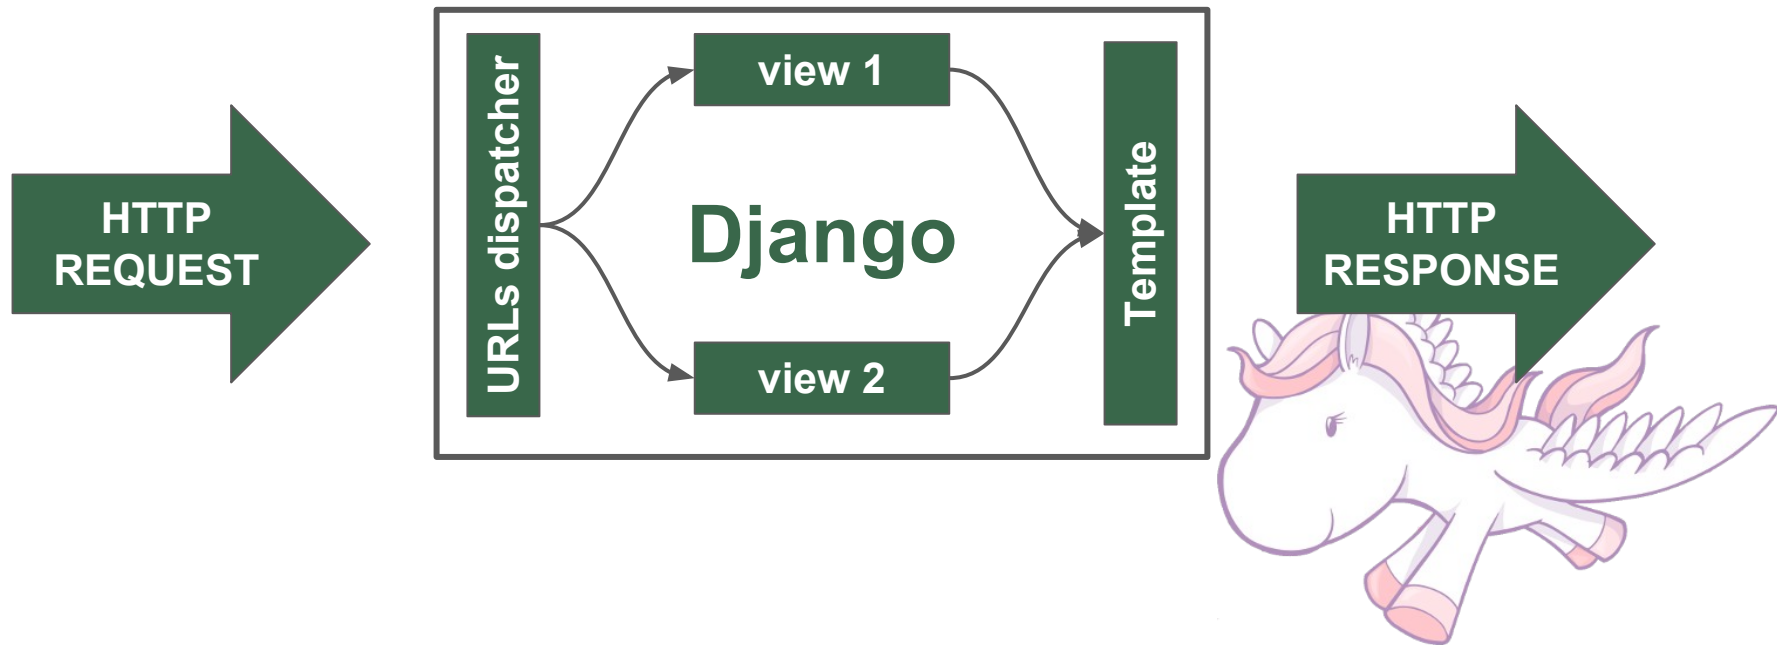 HTTP
REQUEST
URLs dispatcher
view 1
Django
view 2
Template
HTTP
RESPONSE